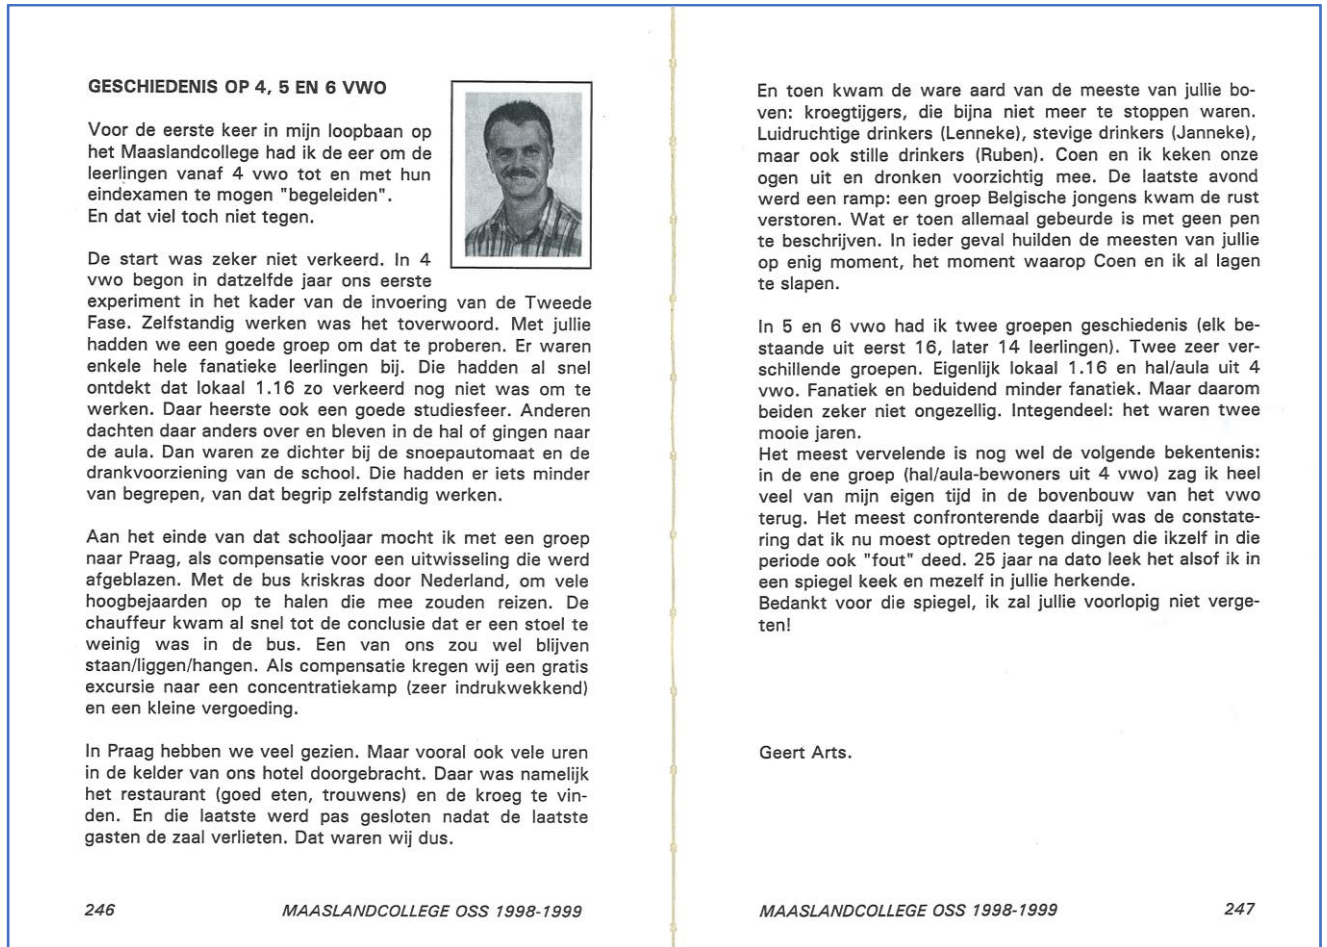 GESCHIEDENIS OP 4, 5 EN 6 VWO
Voor de eerste keer in mijn loopbaan op
het Maaslandcollege had ik de eer om de
leerlingen vanaf 4 vwo tot en met hun
eindexamen te mogen "begeleiden".
En dat viel toch niet tegen.
De start was zeker niet verkeerd. In 4
vwo begon in datzelfde jaar ons eerste
experiment in het kader van de invoering van de Tweede
Fase. Zelfstandig werken was het toverwoord. Met jullie
hadden we een goede groep om dat te proberen. Er waren
enkele hele fanatieke leerlingen bij. Die hadden al snel
ontdekt dat lokaal 1.16 zo verkeerd nog niet was om te
werken. Daar heerste ook een goede studiesfeer. Anderen
dachten daar anders over en bleven in de hal of gingen naar
de aula. Dan waren ze dichter bij de snoepautomaat en de
drankvoorziening van de school. Die hadden er iets minder
van begrepen, van dat begrip zelfstandig werken.
Aan het einde van dat schooljaar mocht ik met een groep
naar Praag, als compensatie voor een uitwisseling die werd
afgeblazen. Met de bus kriskras door Nederland, om vele
hoogbejaarden op te halen die mee zouden reizen. De
chauffeur kwam al snel tot de conclusie dat er een stoel te
weinig was in de bus. Een van ons zou wel blijven
staan/liggen/hangen. Als compensatie kregen wij een gratis
excursie naar een concentratiekamp (zeer indrukwekkend)
en een kleine vergoeding.
In Praag hebben we veel gezien. Maar vooral ook vele uren
in de kelder van ons hotel doorgebracht. Daar was namelijk
het restaurant (goed eten, trouwens) en de kroeg te vin-
den. En die laatste werd pas gesloten nadat de laatste
gasten de zaal verlieten. Dat waren wij dus.
246 MAASLANDCOLLEGE OSS 1998-1999
En toen kwam de ware aard van de meeste van jullie bo-
ven: kroegtijgers, die bijna niet meer te stoppen waren.
Luidruchtige drinkers (Lenneke), stevige drinkers (Janneke),
maar ook stille drinkers (Ruben). Coen en ik keken onze
ogen uit en dronken voorzichtig mee. De laatste avond
werd een ramp: een groep Belgische jongens kwam de rust
verstoren. Wat er toen allemaal gebeurde is met geen pen
te beschrijven. In ieder geval huilden de meesten van jullie
op enig moment, het moment waarop Coen en ik al lagen
te slapen.
In 5 en 6 vwo had ik twee groepen geschiedenis (elk be-
staande uit eerst 16, later 14 leerlingen). Twee zeer ver-
schillende groepen. Eigenlijk lokaal 1.16 en hal/aula uit 4
vwo. Fanatiek en beduidend minder fanatiek. Maar daarom
beiden zeker niet ongezellig. Integendeel: het waren twee
mooie jaren.
Het meest vervelende is nog wel de volgende bekentenis:
in de ene groep (hal/aula-bewoners uit 4 vwo) zag ik heel
veel van mijn eigen tijd in de bovenbouw van het vwo
terug. Het meest confronterende daarbij was de constate-
ring dat ik nu moest optreden tegen dingen die ikzelf in die
periode ook "fout" deed. 25 jaar na dato leek het alsof ik in
een spiegel keek en mezelf in jullie herkende.
Bedankt voor die spiegel, ik zal jullie voorlopig niet verge-
ten!
Geert Arts.
MAASLANDCOLLEGE OSS 1998-1999 247